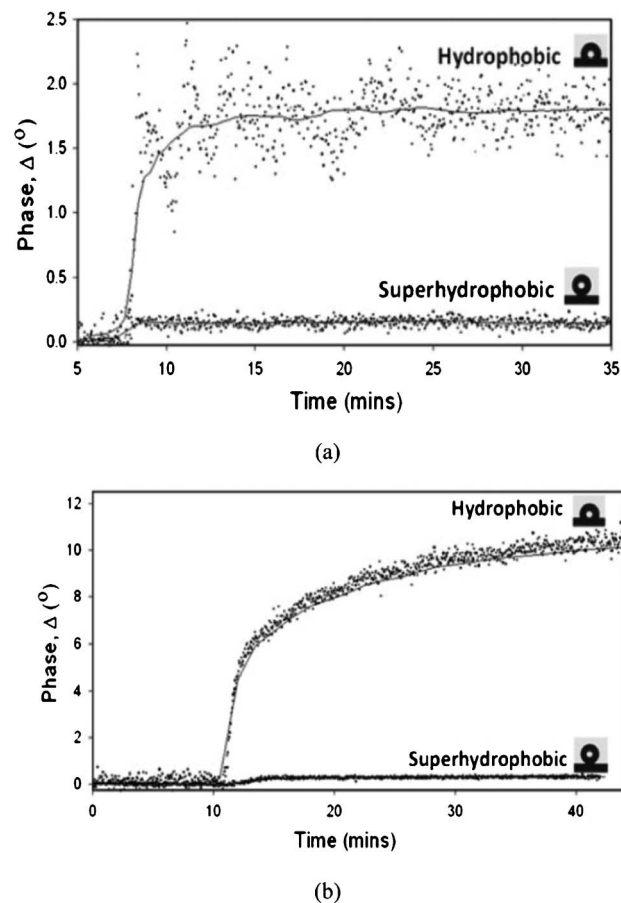 2.5
Hydrophobic
2.0
1.5
Phase, Δ (°)
1.0
Superhydrophobic
0.5
0.0
5 10 15 20 25 30 35
Time (mins)
(a)
12
Hydrophobic
10
8
6
Phase, Δ (°)
4
2
Superhydrophobic
0
0 10 20 30 40
Time (mins)
(b)